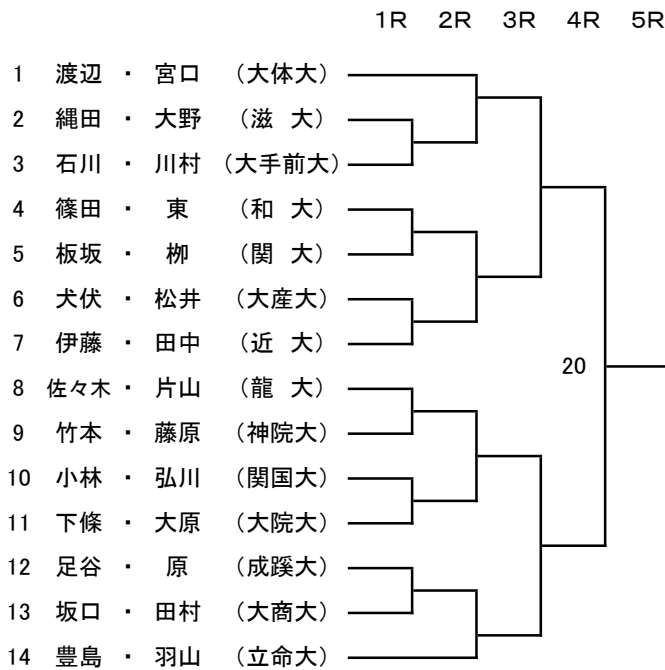 1R 2R 3R 4R 5R
1 渡辺 ・ 宮口 （大体大）
2 縄田 ・ 大野 （滋 大）
3 石川 ・ 川村 （大手前大）
4 篠田 ・ 東 （和 大）
5 板坂 ・ 栁 （関 大）
6 犬伏 ・ 松井 （大産大）
7 伊藤 ・ 田中 （近 大）
20
8 佐々木 ・ 片山 （龍 大）
9 竹本 ・ 藤原 （神院大）
10 小林 ・ 弘川 （関国大）
11 下條 ・ 大原 （大院大）
12 足谷 ・ 原 （成蹊大）
13 坂口 ・ 田村 （大商大）
14 豊島 ・ 羽山 （立命大）